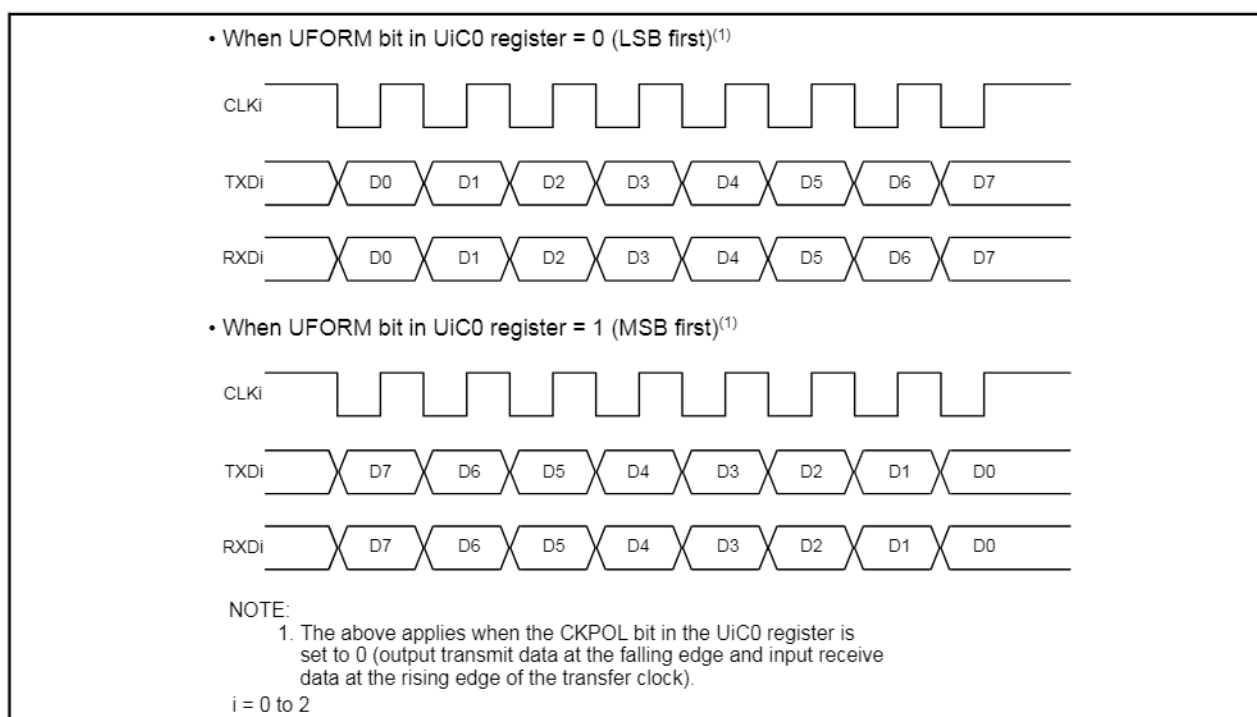 • When UFORM bit in UiC0 register = 0 (LSB first)(1)
CLKi
TXDi D0 D1 D2 D3 D4 D5 D6 D7
RXDi D0 D1 D2 D3 D4 D5 D6 D7
• When UFORM bit in UiC0 register = 1 (MSB first)(1)
CLKi
TXDi D7 D6 D5 D4 D3 D2 D1 D0
RXDi D7 D6 D5 D4 D3 D2 D1 D0
NOTE:
1. The above applies when the CKPOL bit in the UiC0 register is
set to 0 (output transmit data at the falling edge and input receive
data at the rising edge of the transfer clock).
i = 0 to 2